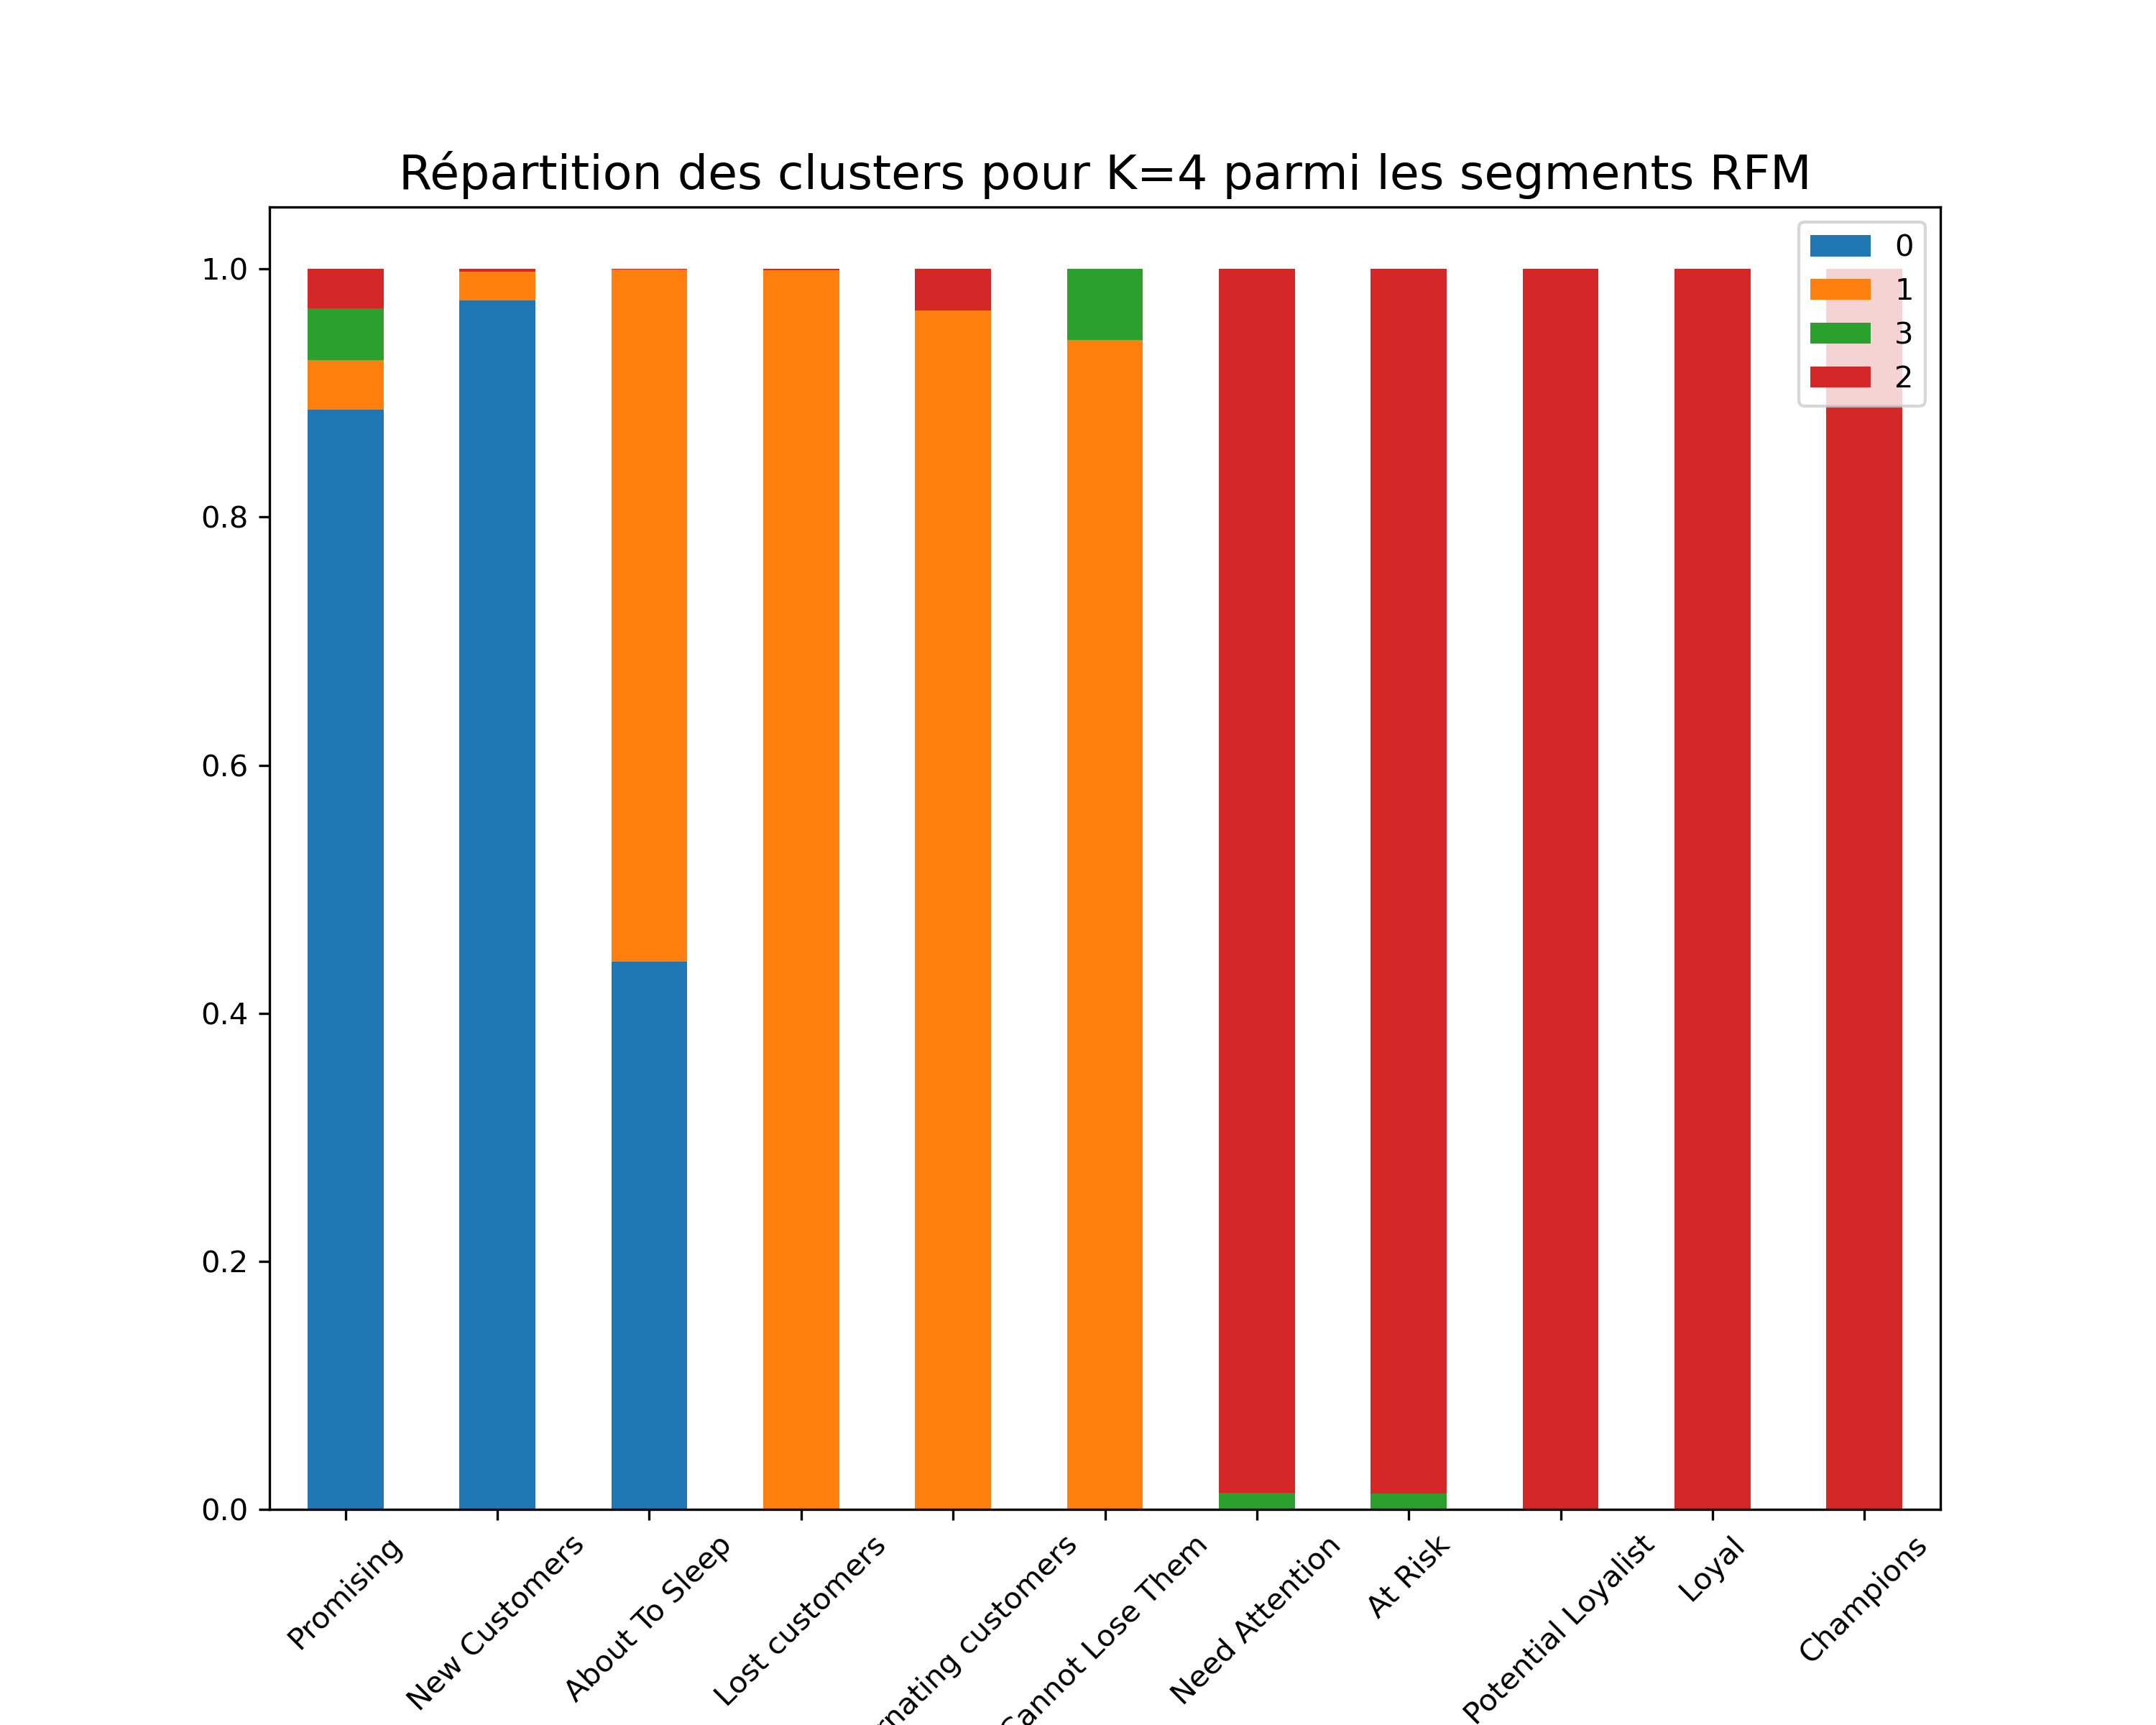 Répartition des clusters pour K=4 parmi les segments RFM
0
1
3
2
1.0
0.8
0.6
0.4
0.2
0.0
Promising
New Customers
About To Sleep
Lost customers
customers
Cannot Lose Them
Need Attention
At Risk
Potential Loyalist
Loyal
Champions